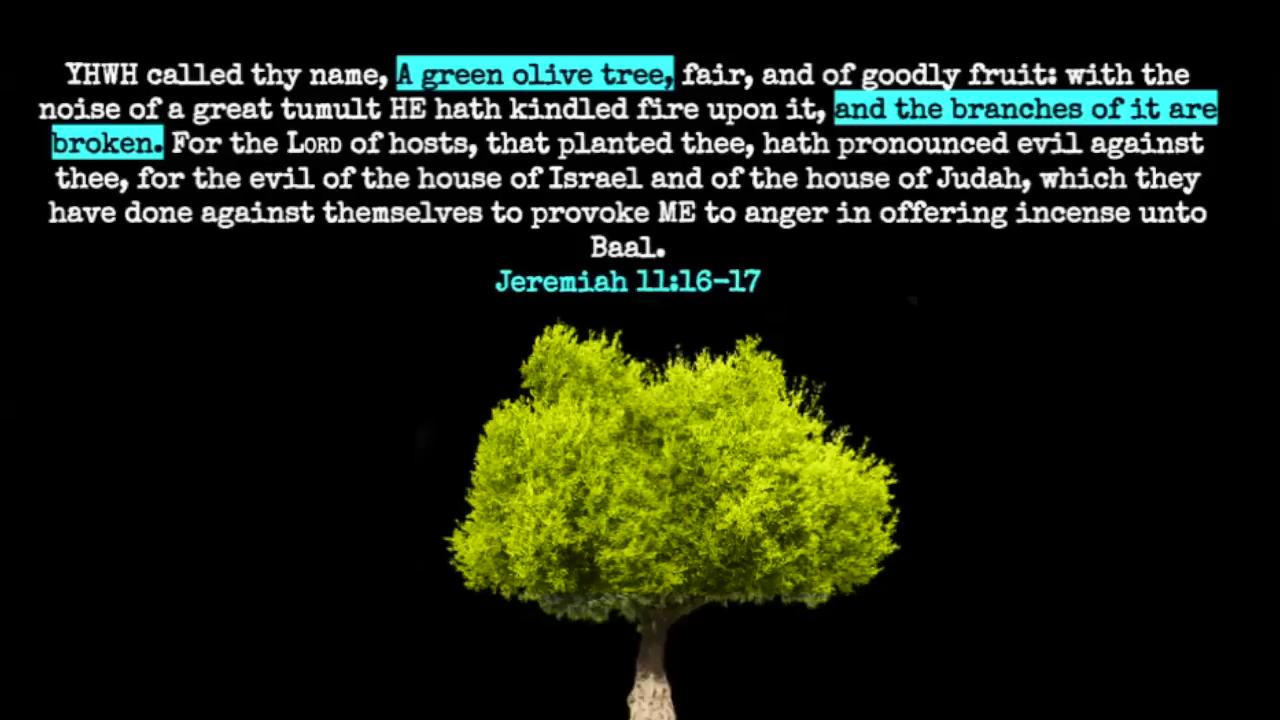 YHWH called thy name, A green olive tree, fair, and of goodly fruit: with the
noise of a great tumult HE hath kindled fire upon it, and the branches of it are
broken. For the LORD of hosts, that planted thee, hath pronounced evil against
thee, for the evil of the house of Israel and of the house of Judah, which they
have done against themselves to provoke ME to anger in offering incense unto
Baal.
Jeremiah 11:16-17